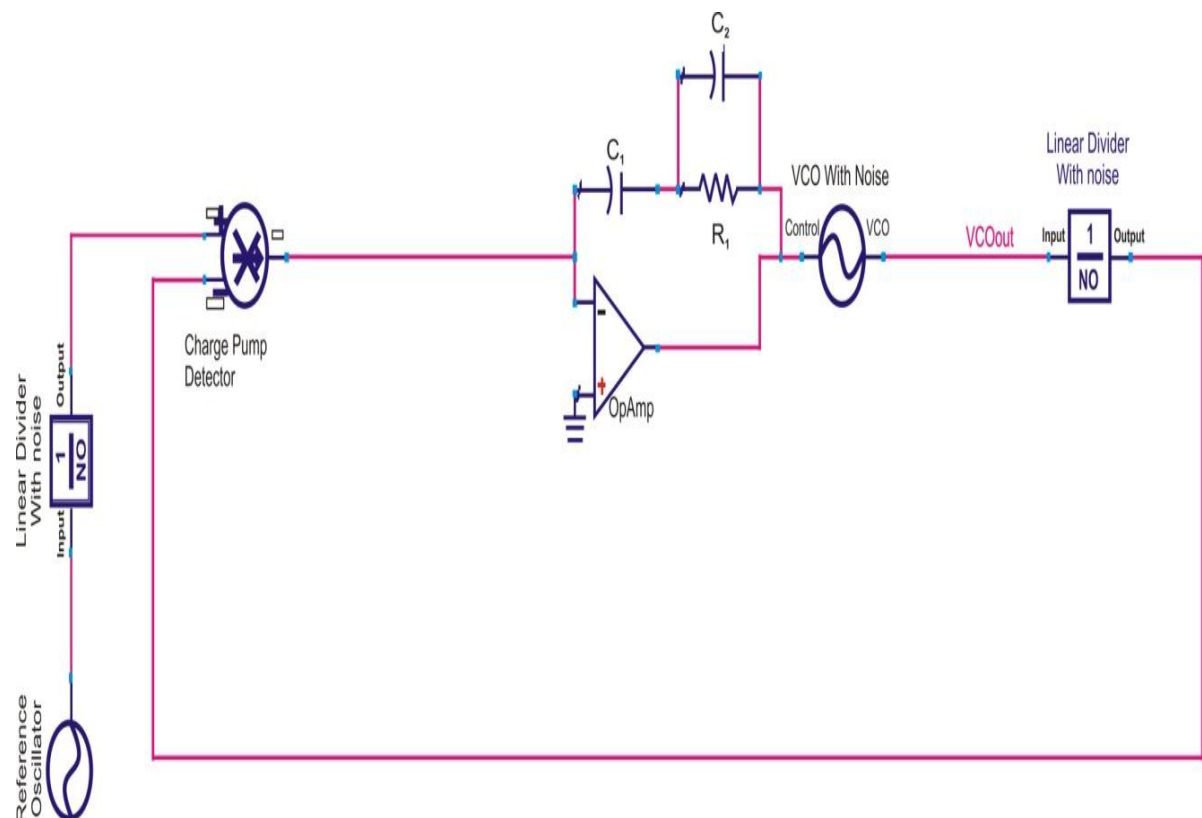 C2
C1
R1
VCO With Noise
Control
VCO
VCOout
Linear Divider
With noise
Input
1
NO
Output
Charge Pump
Detector
-
+
OpAmp
Output
Linear Divider
With noise
1
NO
Input
Reference
Oscillator